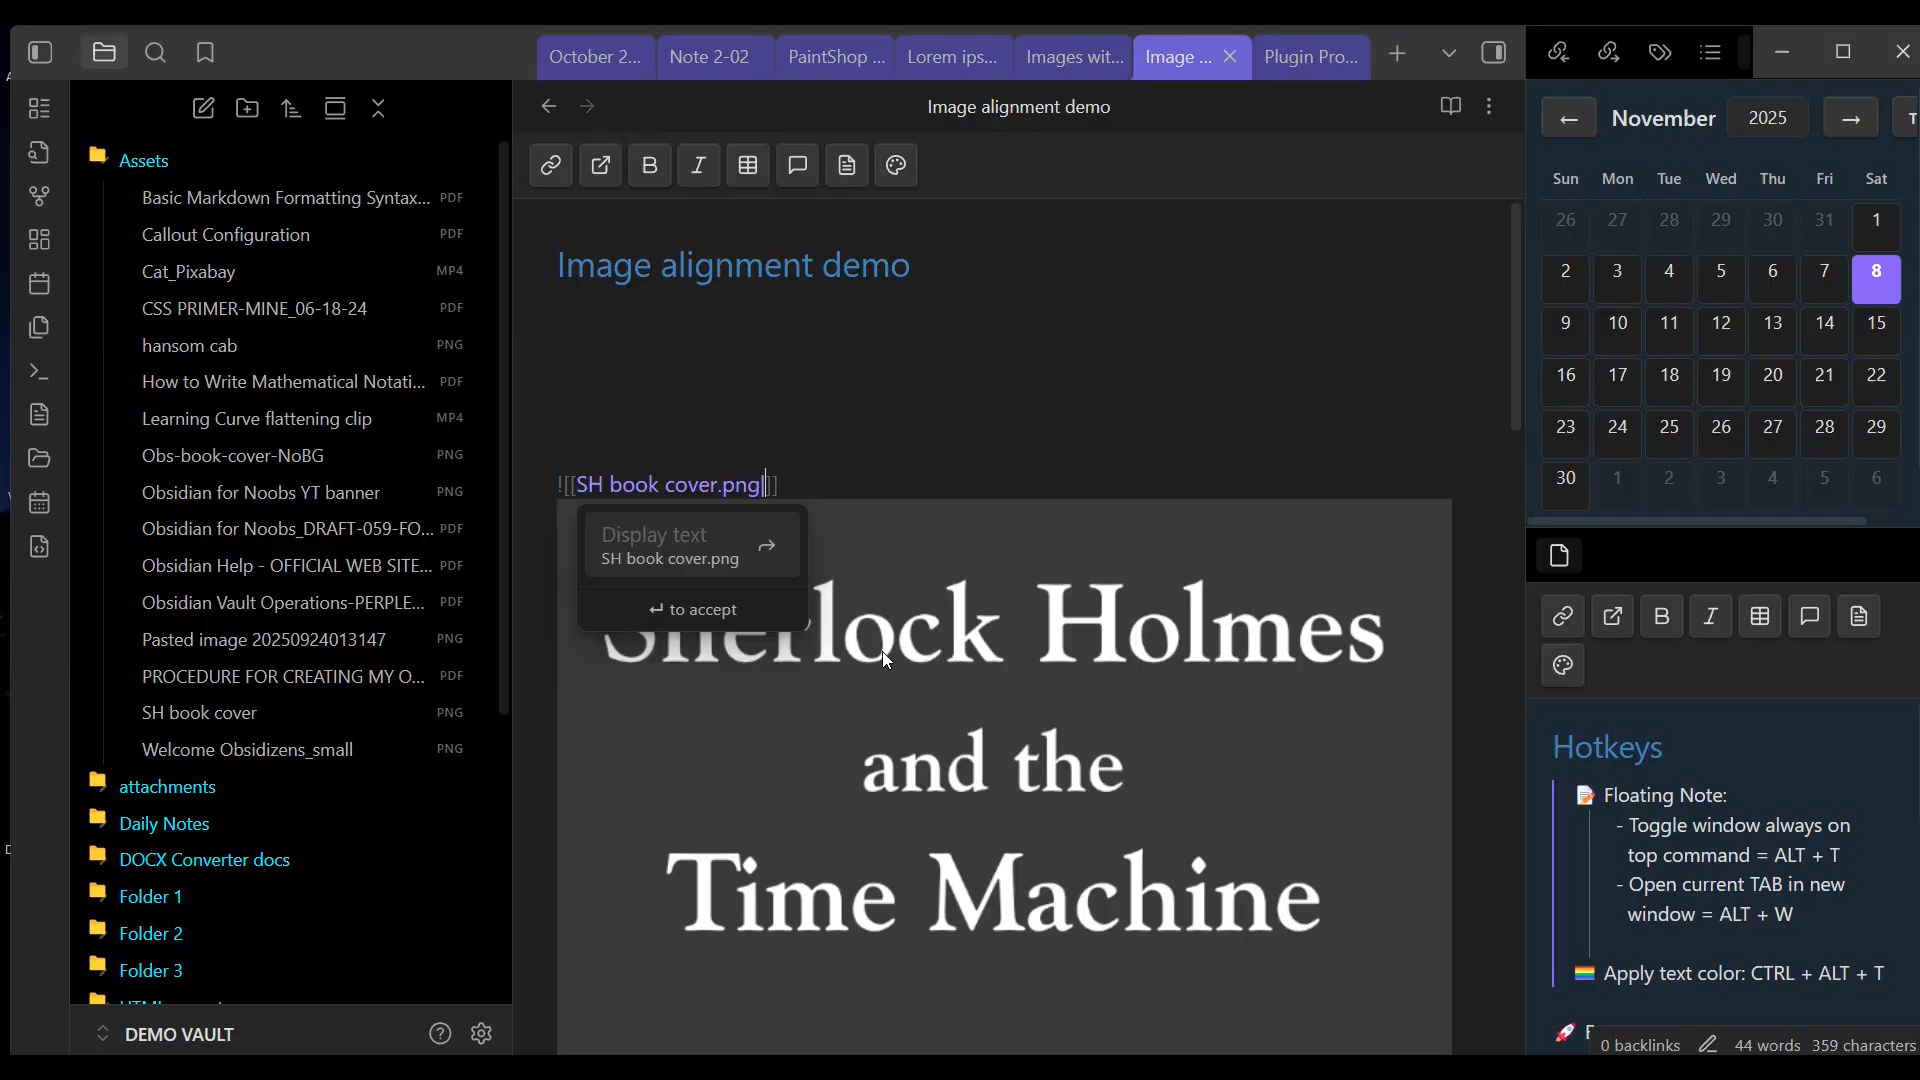 October 2...
Note 2-02
PaintShop ...
Lorem ips...
Images wit...
Image ...
Plugin Pro...
Assets
Basic Markdown Formatting Syntax... PDF
Callout Configuration PDF
Cat_Pixabay MP4
CSS PRIMER-MINE_06-18-24 PDF
hansom cab PNG
How to Write Mathematical Notati... PDF
Learning Curve flattening clip MP4
Obs-book-cover-NoBG PNG
Obsidian for Noobs YT banner PNG
Obsidian for Noobs_DRAFT-059-FO... PDF
Obsidian Help - OFFICIAL WEB SITE... PDF
Obsidian Vault Operations-PERPLE... PDF
Pasted image 20250924013147 PNG
PROCEDURE FOR CREATING MY O... PDF
SH book cover PNG
Welcome Obsidizens_small PNG
attachments
Daily Notes
DOCX Converter docs
Folder 1
Folder 2
Folder 3
DEMO VAULT
Image alignment demo
Image alignment demo
![[SH book cover.png|]]
Display text
SH book cover.png
↵ to accept
Sherlock Holmes
and the
Time Machine
← November 2025 →
Sun Mon Tue Wed Thu Fri Sat
26 27 28 29 30 31 1
2 3 4 5 6 7 8
9 10 11 12 13 14 15
16 17 18 19 20 21 22
23 24 25 26 27 28 29
30 1 2 3 4 5 6
Hotkeys
📝 Floating Note:
- Toggle window always on
top command = ALT + T
- Open current TAB in new
window = ALT + W
Apply text color: CTRL + ALT + T
0 backlinks 44 words 359 characters